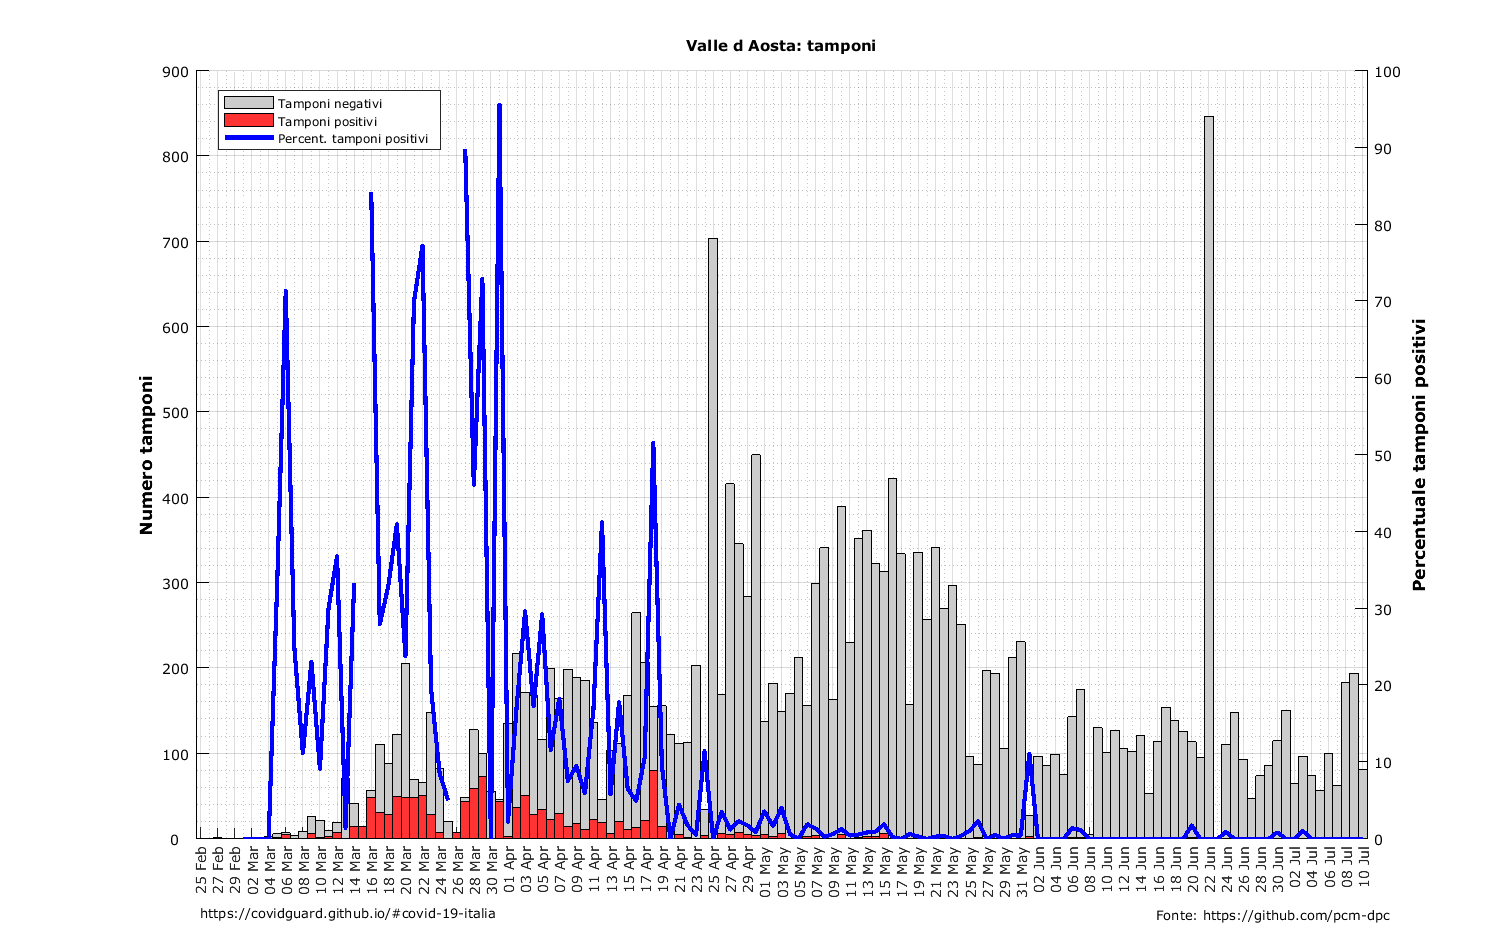 Valle d Aosta: tamponi
Numero tamponi
900
800
700
600
500
400
300
200
100
0
Tamponi negativi
Tamponi positivi
Percent. tamponi positivi
100
90
80
70
60
50
40
30
20
10
0
Percentuale tamponi positivi
25 Feb
27 Feb
29 Feb
02 Mar
04 Mar
06 Mar
08 Mar
10 Mar
12 Mar
14 Mar
16 Mar
18 Mar
20 Mar
22 Mar
24 Mar
26 Mar
28 Mar
30 Mar
01 Apr
03 Apr
05 Apr
07 Apr
09 Apr
11 Apr
13 Apr
15 Apr
17 Apr
19 Apr
21 Apr
23 Apr
25 Apr
27 Apr
29 Apr
01 May
03 May
05 May
07 May
09 May
11 May
13 May
15 May
17 May
19 May
21 May
23 May
25 May
27 May
29 May
31 May
02 Jun
04 Jun
06 Jun
08 Jun
10 Jun
12 Jun
14 Jun
16 Jun
18 Jun
20 Jun
22 Jun
24 Jun
26 Jun
28 Jun
30 Jun
02 Jul
04 Jul
06 Jul
08 Jul
10 Jul
https://covidguard.github.io/#covid-19-italia
Fonte: https://github.com/pcm-dpc